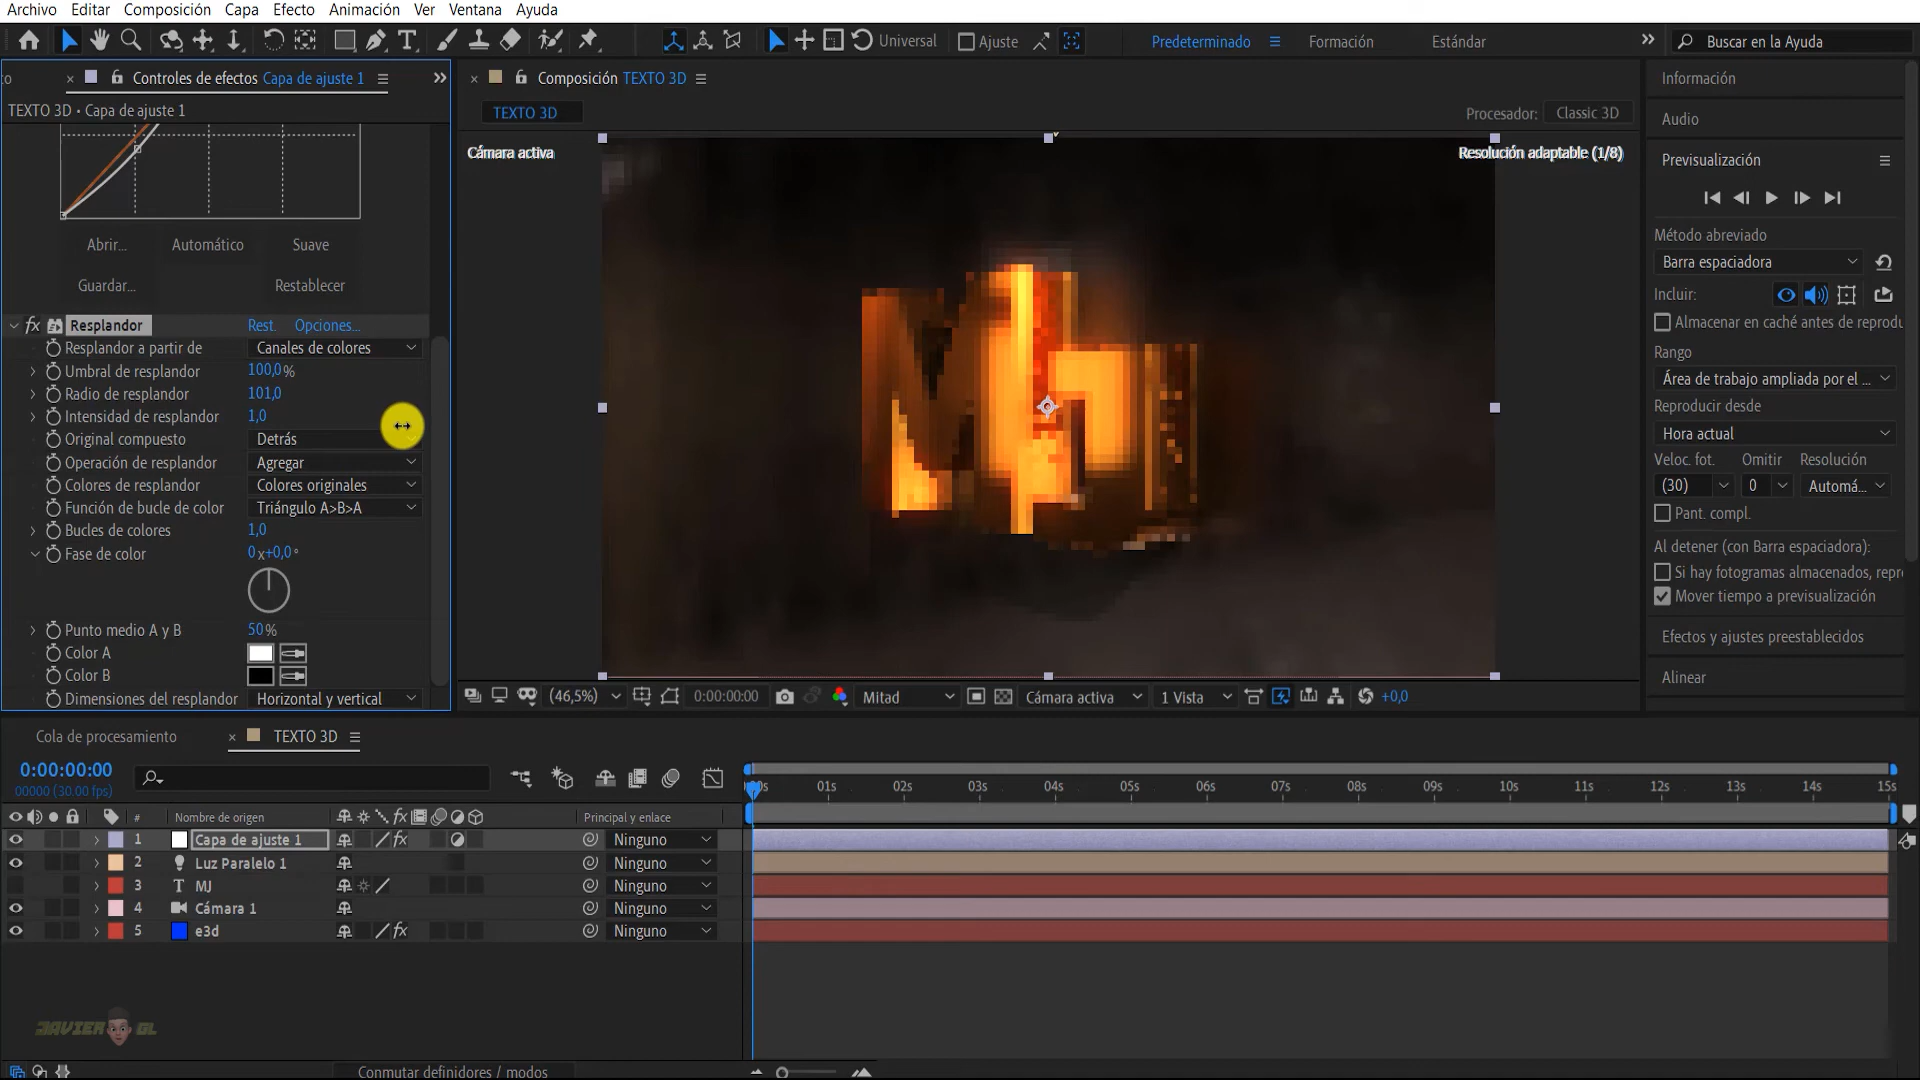 Archivo Editar Composición Capa Efecto Animación Ver Ventana Ayuda
Universal Ajuste Predeterminado Formación Estándar Buscar en la Ayuda
Controles de efectos Capa de ajuste 1
TEXTO 3D • Capa de ajuste 1
Abrir... Automático Suave
Guardar... Restablecer
fx Resplandor Rest. Opciones...
Resplandor a partir de Canales de colores
Umbral de resplandor 100,0%
Radio de resplandor 101,0
Intensidad de resplandor 1,0
Original compuesto Detrás
Operación de resplandor Agregar
Colores de resplandor Colores originales
Función de bucle de color Triángulo A>B>A
Bucles de colores 1,0
Fase de color 0x+0,0°
Punto medio A y B 50%
Color A
Color B
Dimensiones del resplandor Horizontal y vertical
Composición TEXTO 3D
TEXTO 3D
Procesador: Classic 3D
Cámara activa
Resolución adaptable (1/8)
(46,5%) 0:00:00:00 Mitad Cámara activa 1 Vista +0,0
Información
Audio
Previsualización
Método abreviado
Barra espaciadora
Incluir:
Almacenar en caché antes de reprodu
Rango
Área de trabajo ampliada por el ...
Reproducir desde
Hora actual
Veloc. fot. Omitir Resolución
(30) 0 Automá...
Pant. compl.
Al detener (con Barra espaciadora):
Si hay fotogramas almacenados, repr
Mover tiempo a previsualización
Efectos y ajustes preestablecidos
Alinear
Cola de procesamiento TEXTO 3D
0:00:00:00
00000 (30.00 fps)
01s 02s 03s 04s 05s 06s 07s 08s 09s 10s 11s 12s 13s 14s 15s
# Nombre de origen fx Principal y enlace
1 Capa de ajuste 1 fx Ninguno
2 Luz Paralelo 1 Ninguno
3 T MJ Ninguno
4 Cámara 1 Ninguno
5 e3d fx Ninguno
JAVIER GL
Conmutar definidores / modos